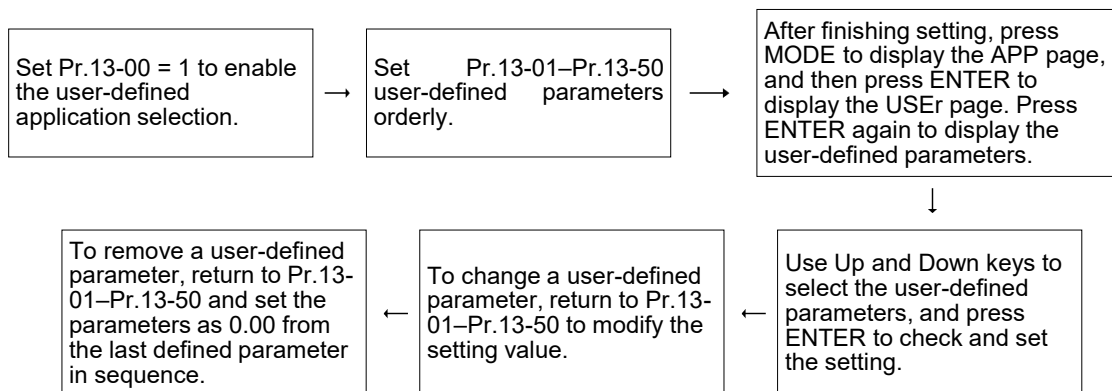 Set Pr.13-00 = 1 to enable
the user-defined
application selection.
Set Pr.13-01–Pr.13-50
user-defined parameters
orderly.
After finishing setting, press
MODE to display the APP page,
and then press ENTER to
display the USEr page. Press
ENTER again to display the
user-defined parameters.
Use Up and Down keys to
select the user-defined
parameters, and press
ENTER to check and set
the setting.
To change a user-defined
parameter, return to Pr.13-
01–Pr.13-50 to modify the
setting value.
To remove a user-defined
parameter, return to Pr.13-
01–Pr.13-50 and set the
parameters as 0.00 from
the last defined parameter
in sequence.